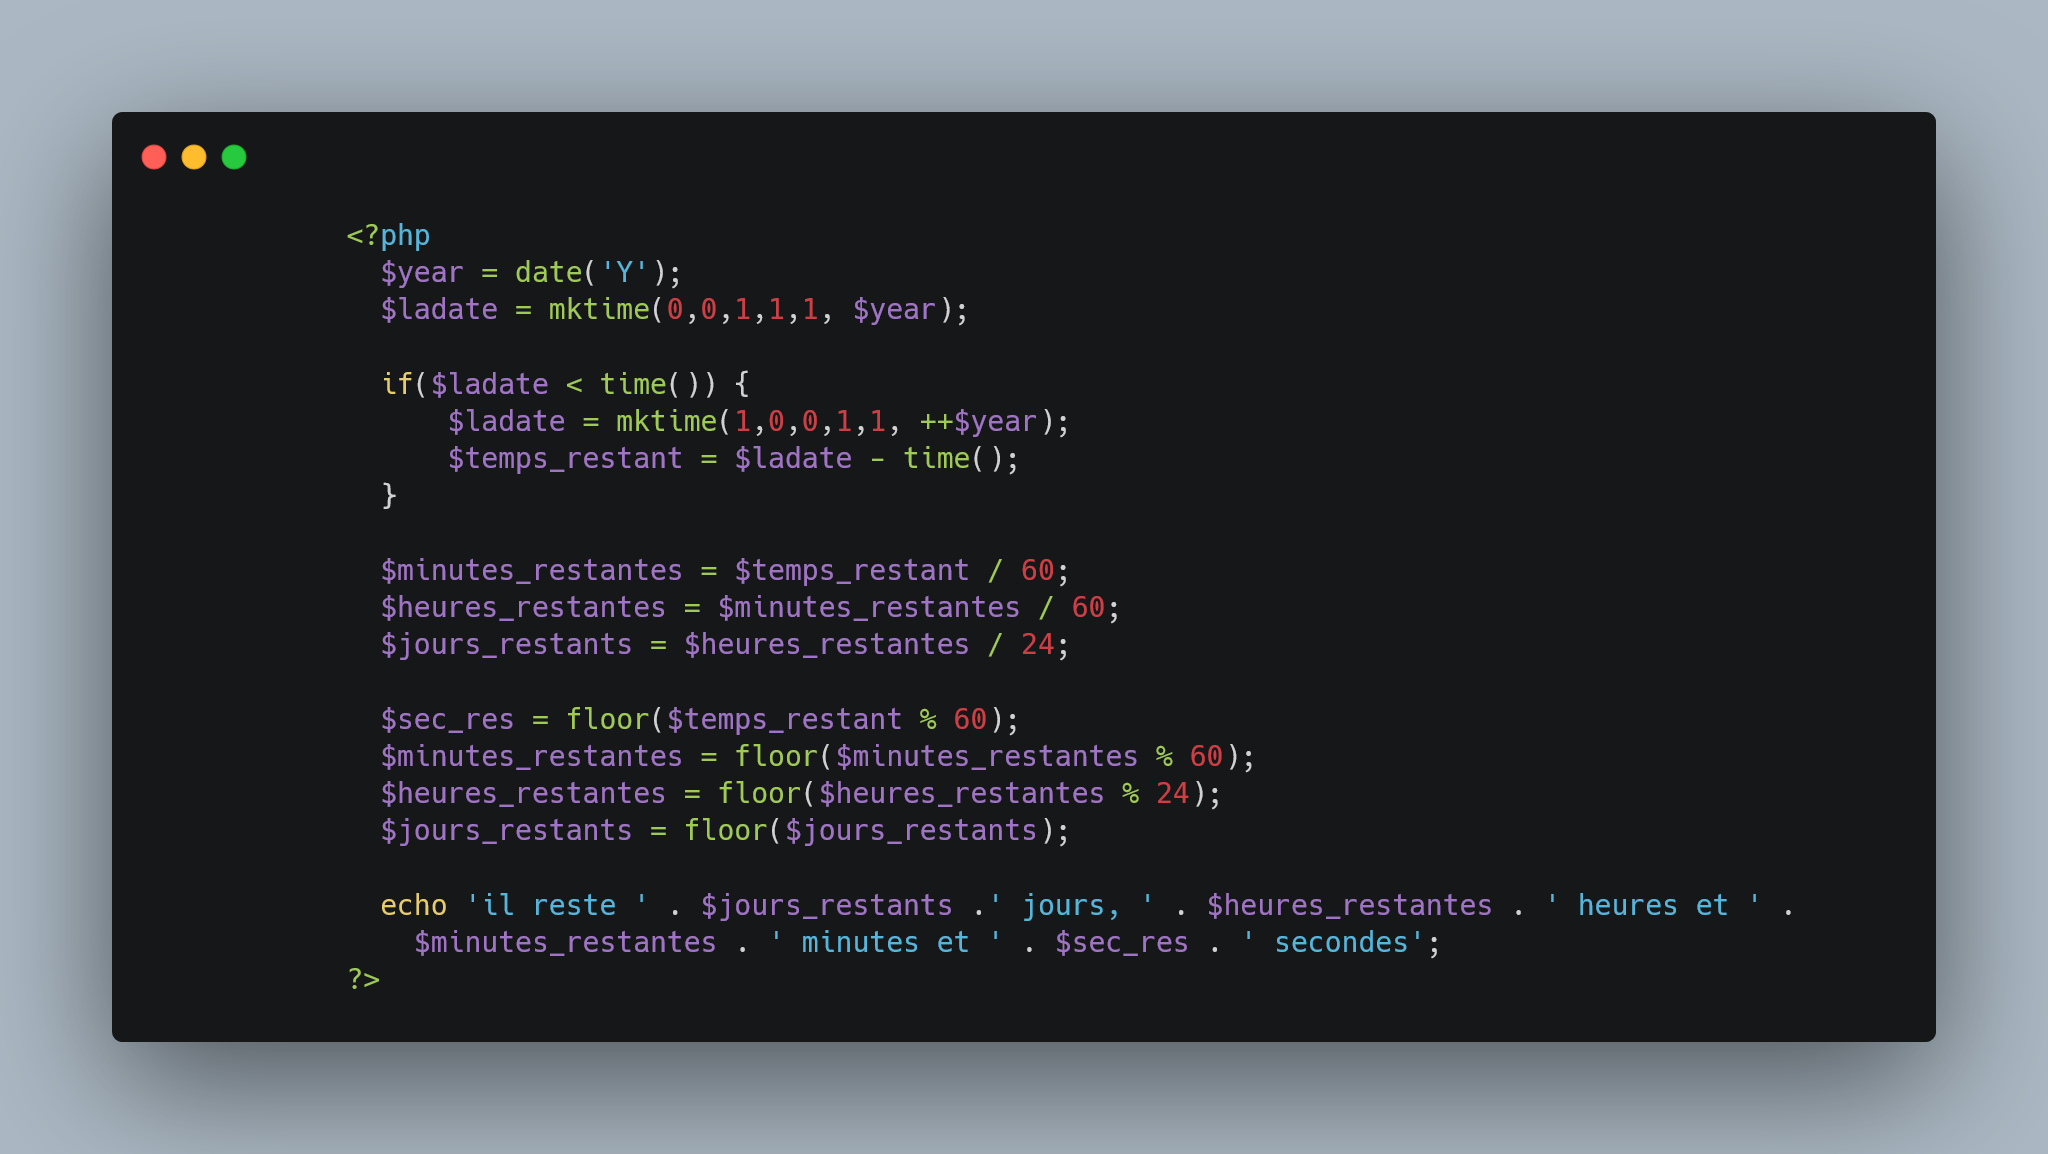 <?php
$year = date('Y');
$ladate = mktime(0,0,1,1,1, $year);
if($ladate < time()) {
$ladate = mktime(1,0,0,1,1, ++$year);
$temps_restant = $ladate - time();
}
$minutes_restantes = $temps_restant / 60;
$heures_restantes = $minutes_restantes / 60;
$jours_restants = $heures_restantes / 24;
$sec_res = floor($temps_restant % 60);
$minutes_restantes = floor($minutes_restantes % 60);
$heures_restantes = floor($heures_restantes % 24);
$jours_restants = floor($jours_restants);
echo 'il reste ' . $jours_restants .' jours, ' . $heures_restantes . ' heures et ' .
$minutes_restantes . ' minutes et ' . $sec_res . ' secondes';
?>